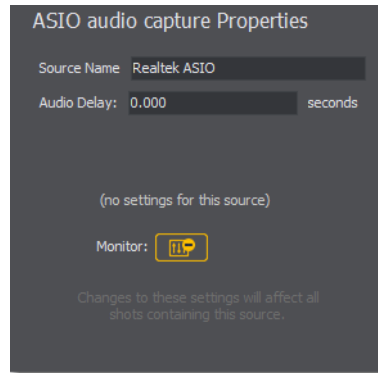 ASIO audio capture Properties
Source Name Realtek ASIO
Audio Delay: 0.000 seconds
(no settings for this source)
Monitor:
Changes to these settings will affect all
shots containing this source.